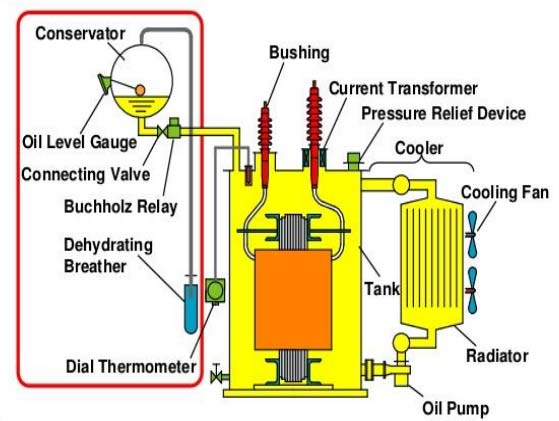 Conservator
Bushing
Current Transformer
Pressure Relief Device
Cooler
Oil Level Gauge
Connecting Valve
Cooling Fan
Buchholz Relay
Dehydrating
Breather
Tank
Radiator
Dial Thermometer
Oil Pump